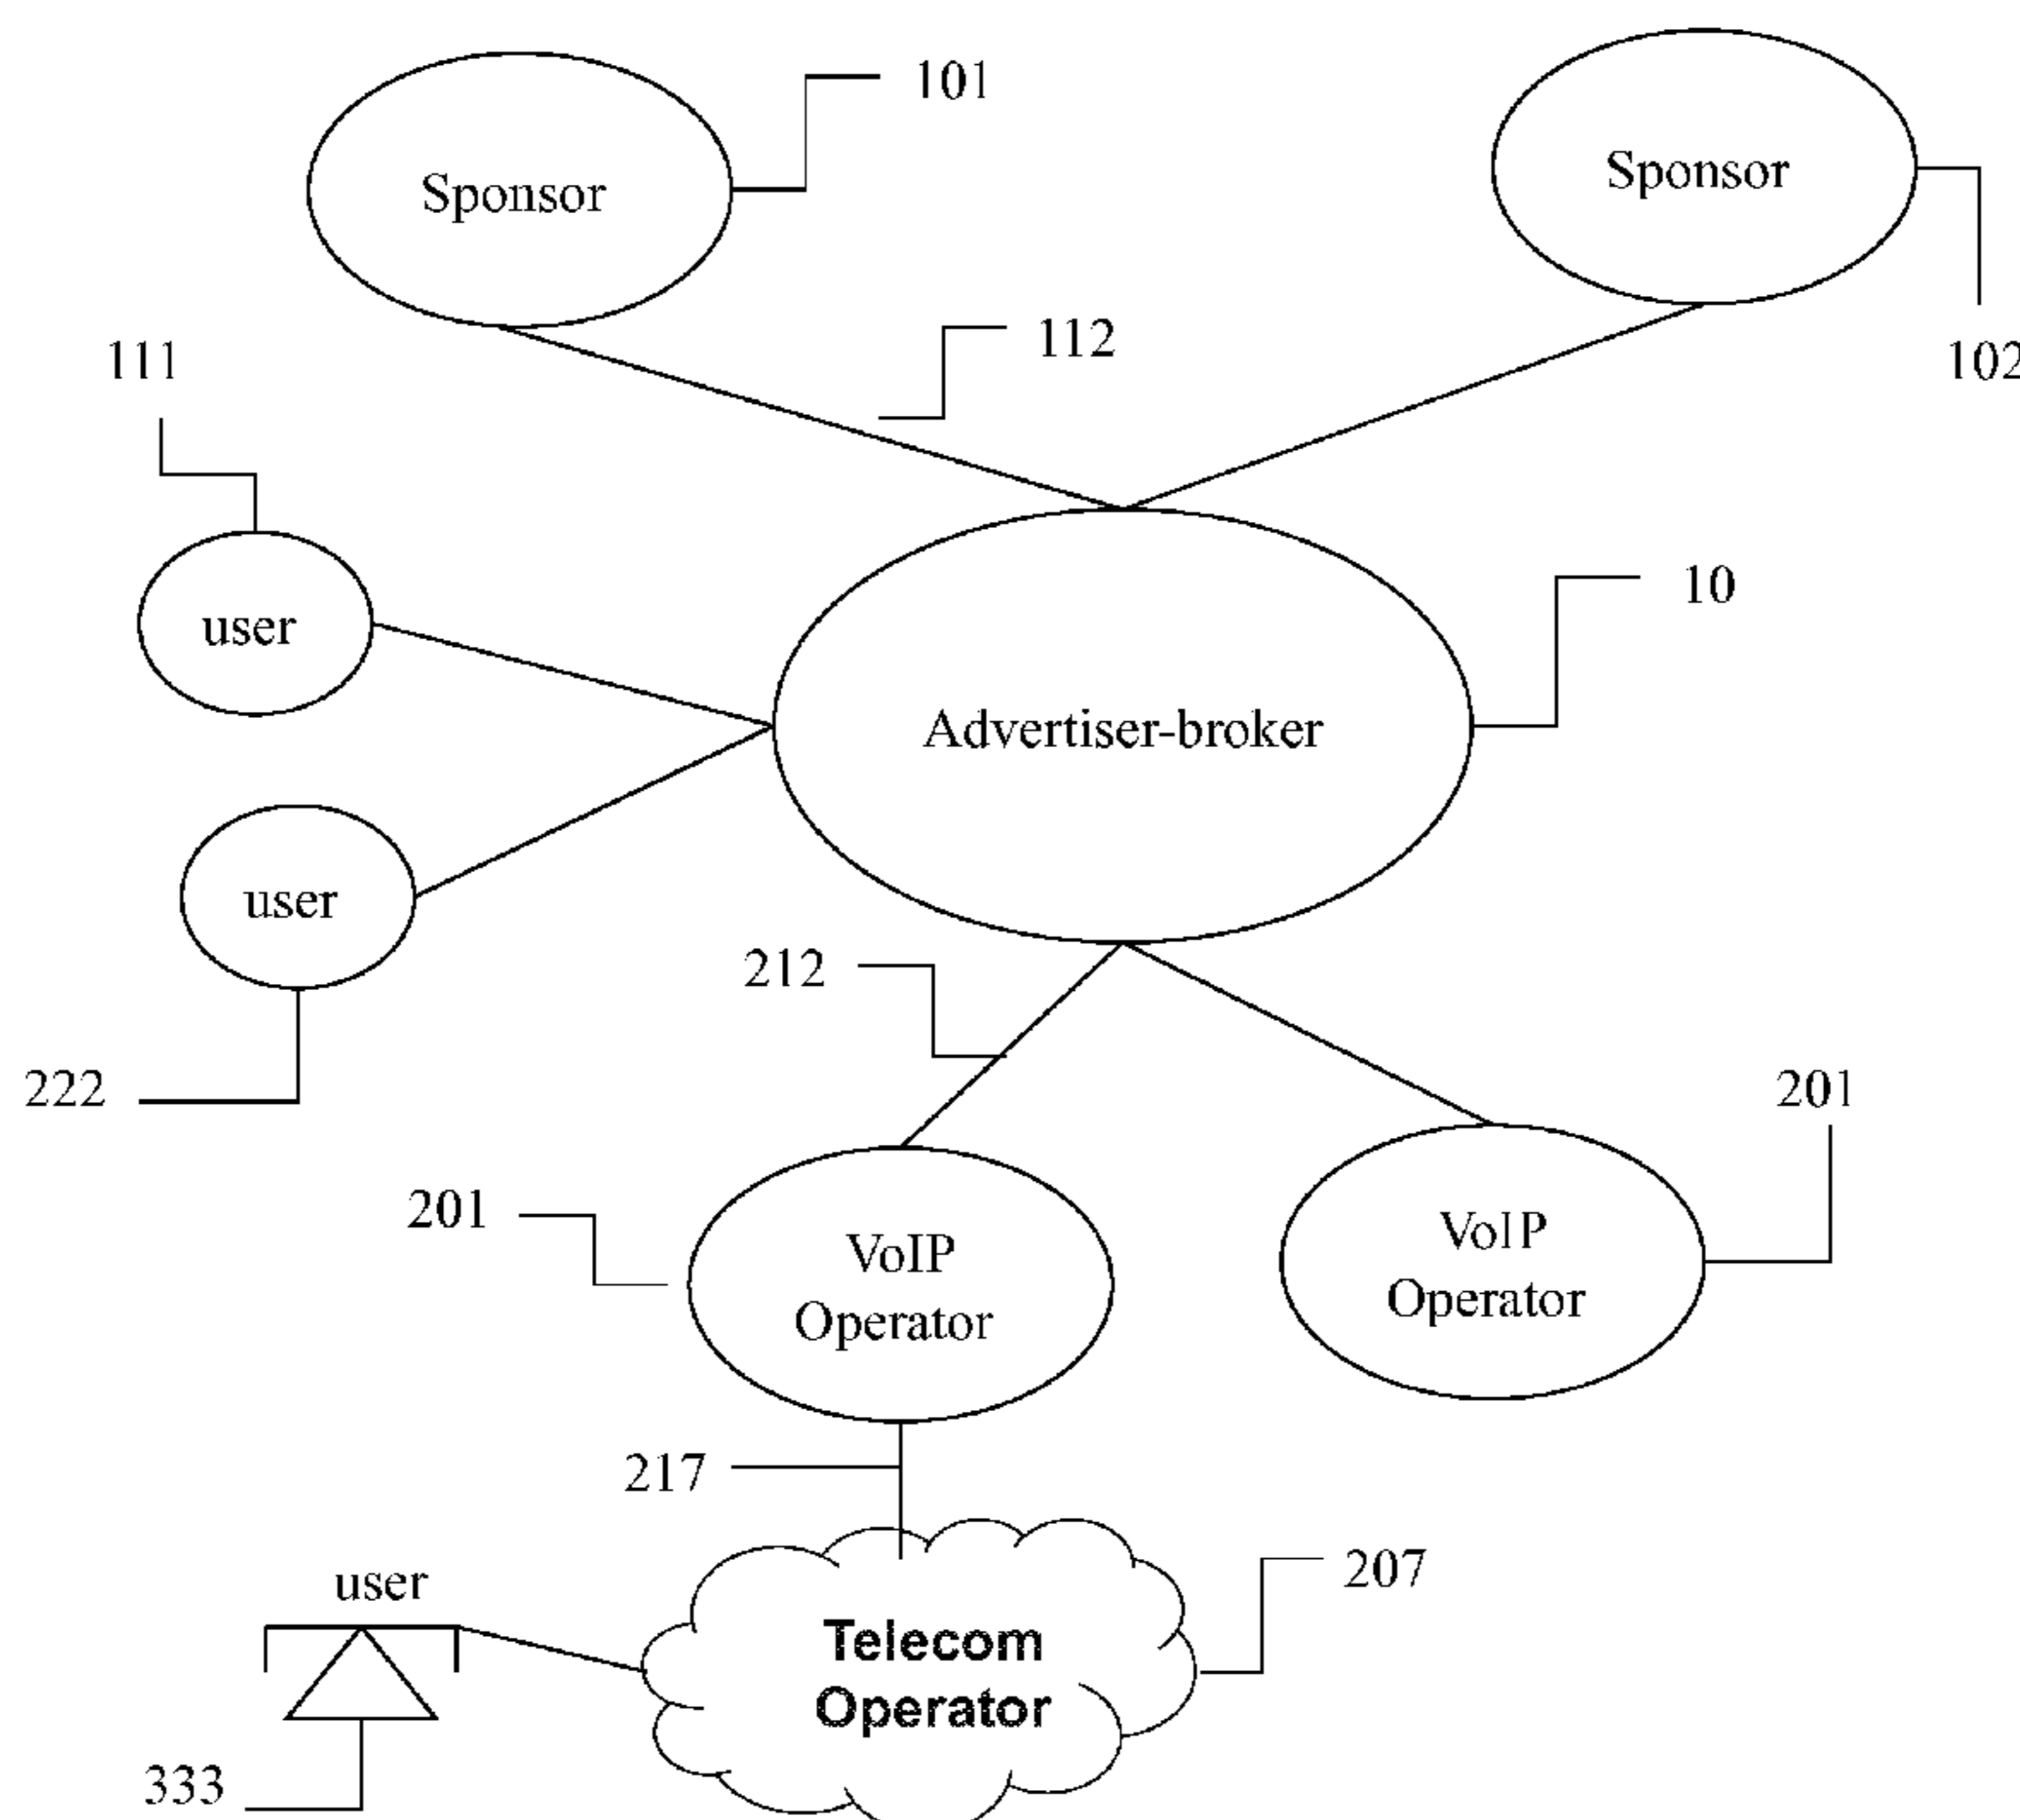 101
Sponsor
Sponsor
112
102
111
10
user
Advertiser-broker
user
212
222
201
201
VoIP
Operator
VoIP
Operator
217
user
207
Telecom
Operator
333